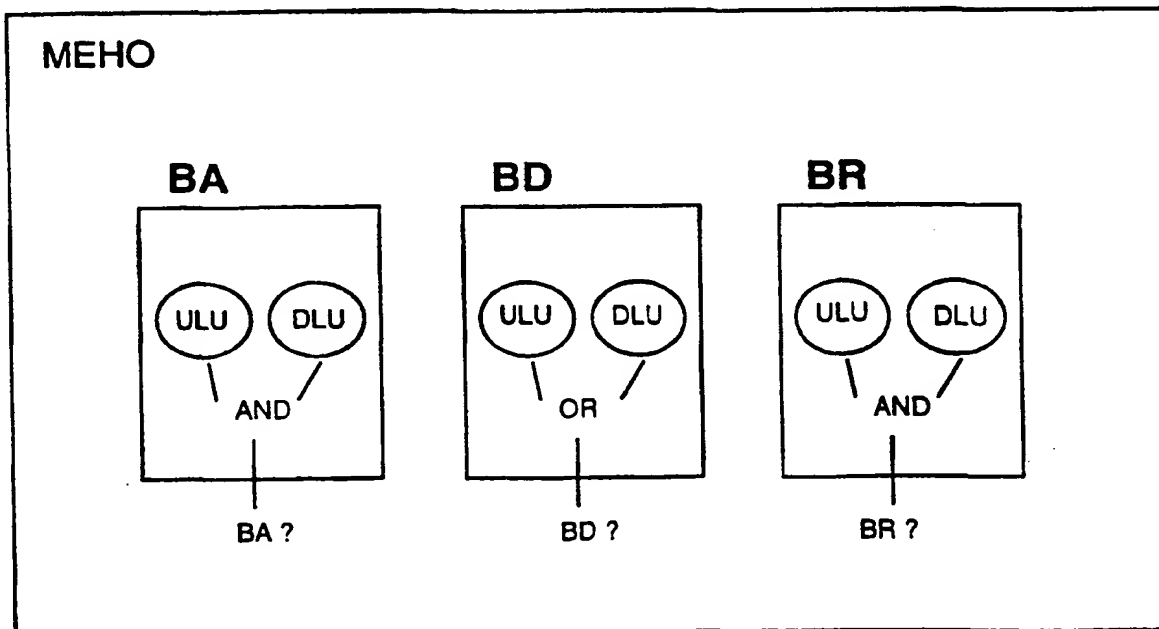 MEHO
BA BD BR
ULU DLU ULU DLU ULU DLU
AND OR AND
BA ? BD ? BR ?